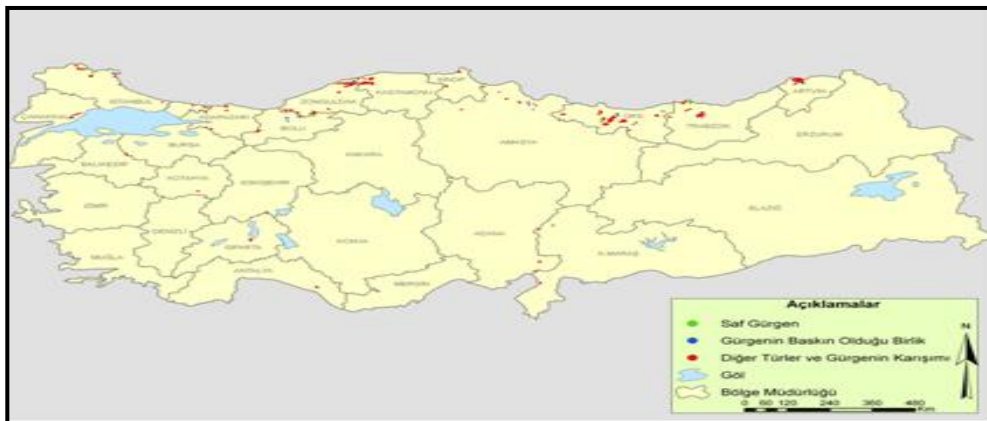 SİNOP
KASTAMONU
ZONGULDAK
İSTANBUL
ÇANAKKALE
ADAPAZARI
BOLU
ARTVİN
TRABZON
BURSA
AMASYA
ERZURUM
ANKARA
BALIKESİR
KÜTAHYA
ESKİŞEHİR
ELAZIĞ
İZMİR
DENİZLİ
ISPARTA
KONYA
ADANA
K.MARAŞ
MUĞLA
ANTALYA
MERSİN
Açıklamalar
N
Saf Gürgen
Gürgenin Baskın Olduğu Birlik
Diğer Türler ve Gürgenin Karışımı
Göl
Bölge Müdürlüğü
0 60 120 240 360 480
Km